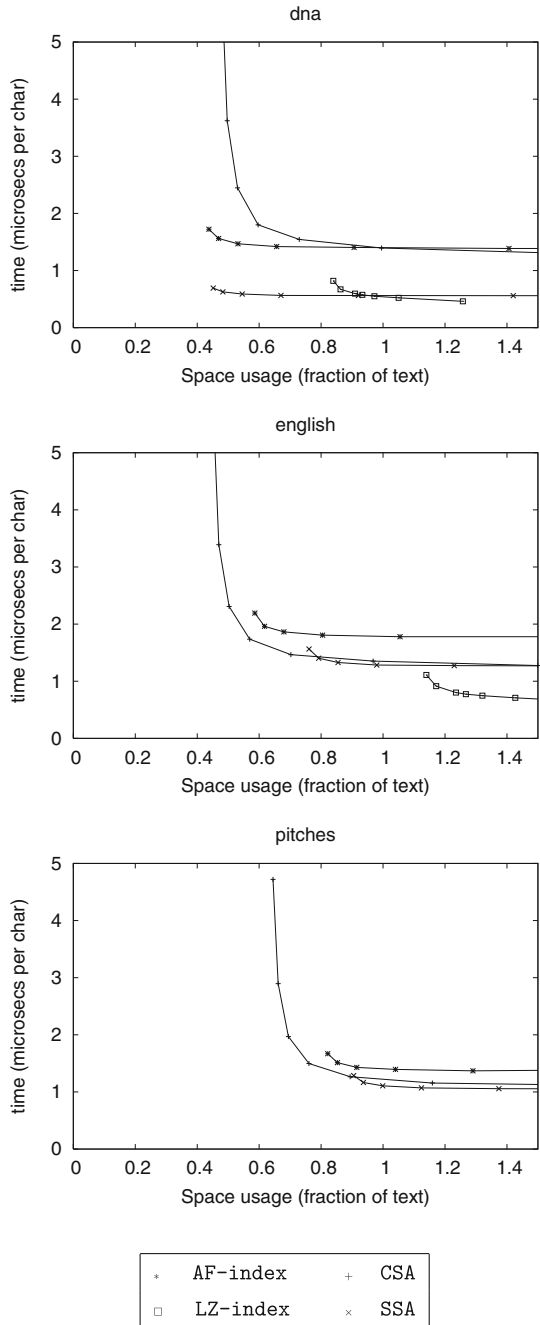 dna
5
4
3
2
1
0
time (microsecs per char)
0 0.2 0.4 0.6 0.8 1 1.2 1.4
Space usage (fraction of text)
english
5
4
3
2
1
0
time (microsecs per char)
0 0.2 0.4 0.6 0.8 1 1.2 1.4
Space usage (fraction of text)
pitches
5
4
3
2
1
0
time (microsecs per char)
0 0.2 0.4 0.6 0.8 1 1.2 1.4
Space usage (fraction of text)
AF-index CSA
LZ-index SSA